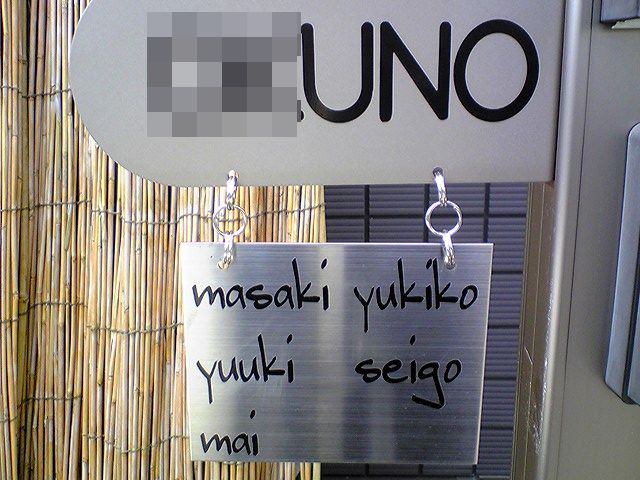 UNO
masaki yukiko
yuuki seigo
mai